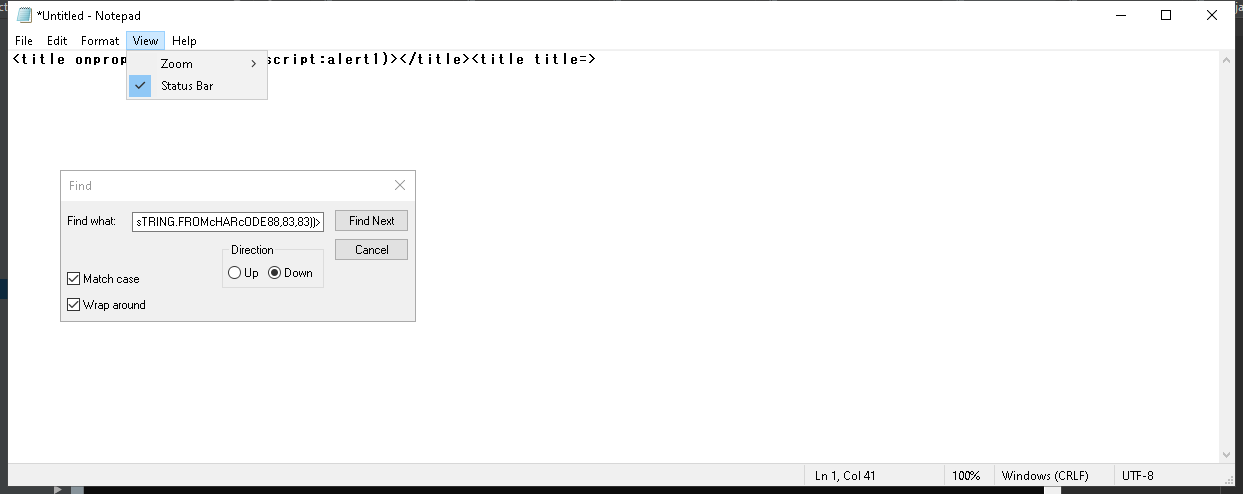 *Untitled - Notepad
File Edit Format View Help
<title onprop script:alert1)></title><title title=>
Zoom
Status Bar
Find
Find what: sTRING.FROMcHARcODE88,83,83))> Find Next
Direction Cancel
Up Down
Match case
Wrap around
Ln 1, Col 41 100% Windows (CRLF) UTF-8